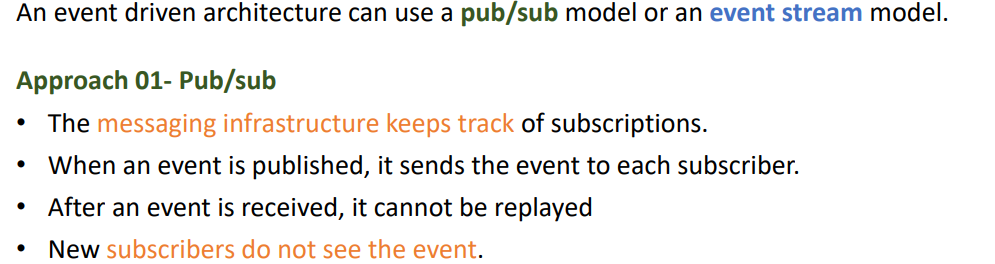 An event driven architecture can use a pub/sub model or an event stream model.
Approach 01- Pub/sub
• The messaging infrastructure keeps track of subscriptions.
• When an event is published, it sends the event to each subscriber.
• After an event is received, it cannot be replayed
• New subscribers do not see the event.